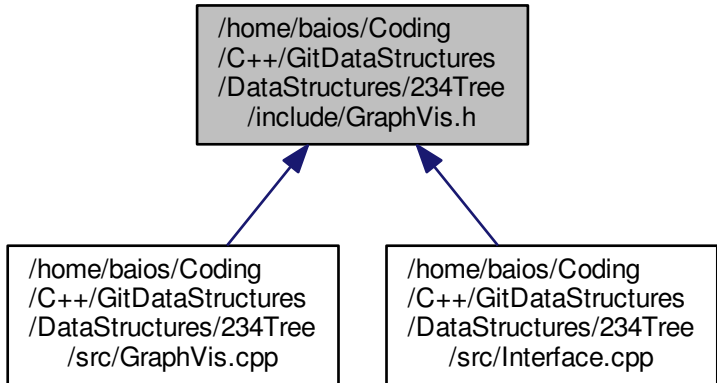 /home/baios/Coding
/C++/GitDataStructures
/DataStructures/234Tree
/include/GraphVis.h
/home/baios/Coding
/C++/GitDataStructures
/DataStructures/234Tree
/src/GraphVis.cpp
/home/baios/Coding
/C++/GitDataStructures
/DataStructures/234Tree
/src/Interface.cpp